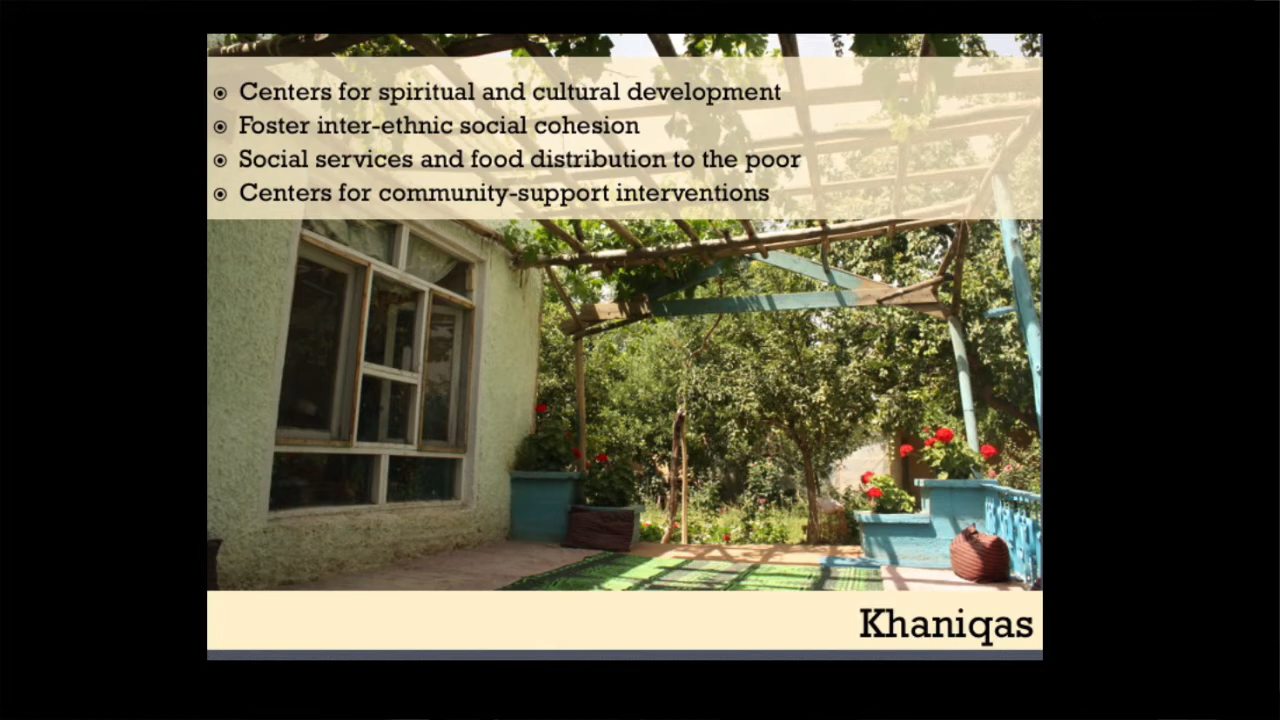 Centers for spiritual and cultural development
Foster inter-ethnic social cohesion
Social services and food distribution to the poor
Centers for community-support interventions
Khaniqas